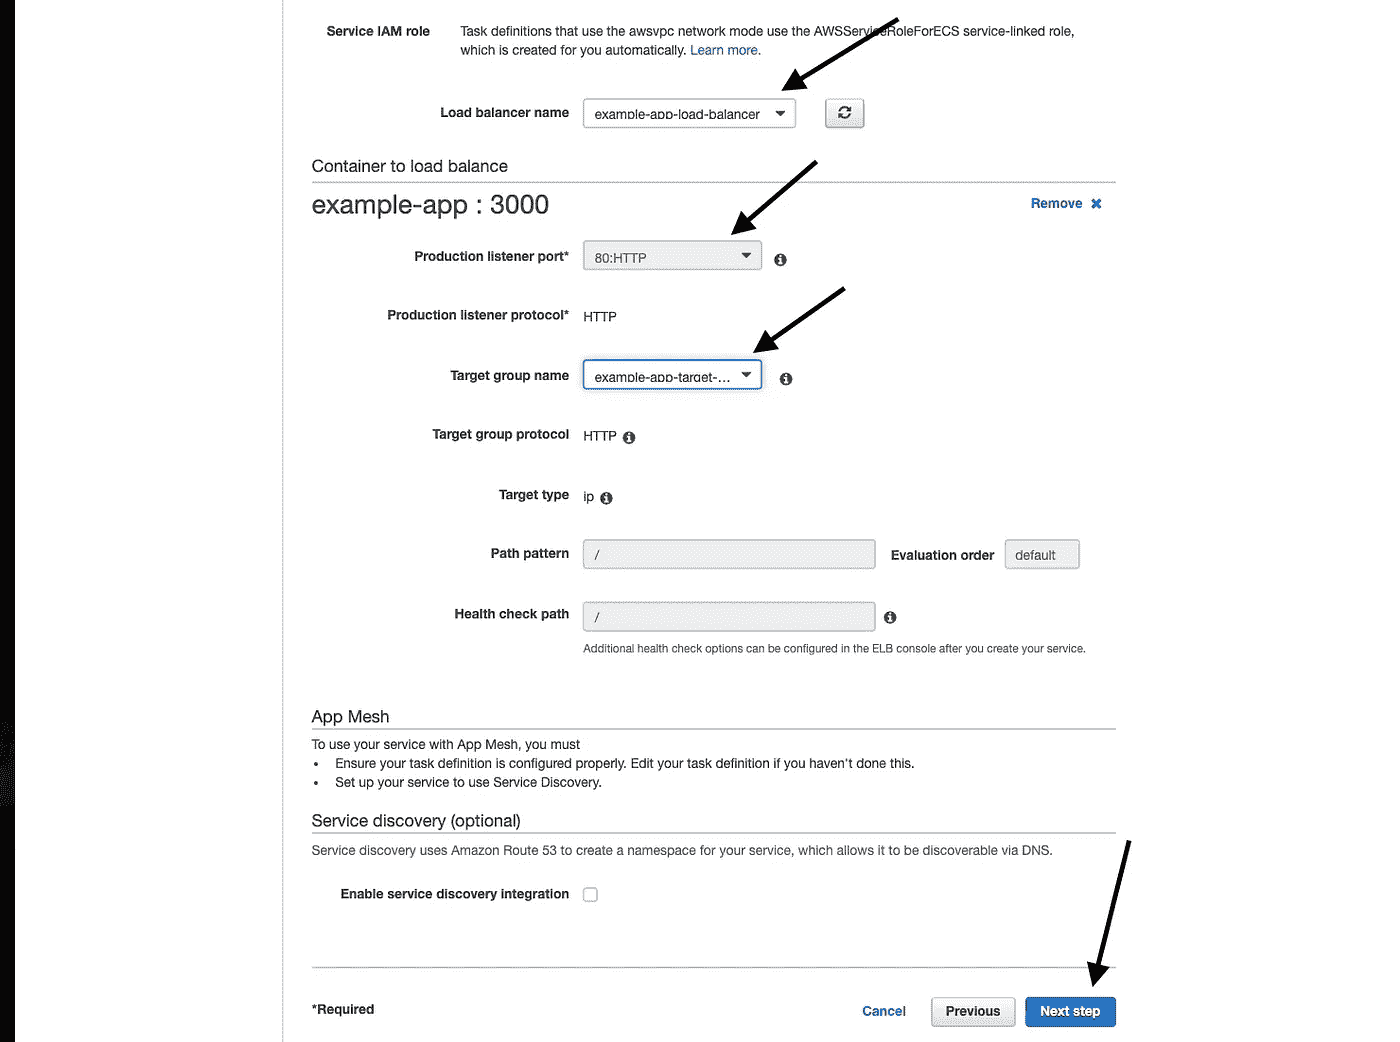 Service IAM role Task definitions that use the awsvpc network mode use the AWSServiceRoleForECS service-linked role,
which is created for you automatically. Learn more.
Load balancer name example-app-load-balancer
Container to load balance
example-app : 3000 Remove ✖
Production listener port* 80:HTTP
Production listener protocol* HTTP
Target group name example-app-target-...
Target group protocol HTTP
Target type ip
Path pattern / Evaluation order default
Health check path /
Additional health check options can be configured in the ELB console after you create your service.
App Mesh
To use your service with App Mesh, you must
• Ensure your task definition is configured properly. Edit your task definition if you haven't done this.
• Set up your service to use Service Discovery.
Service discovery (optional)
Service discovery uses Amazon Route 53 to create a namespace for your service, which allows it to be discoverable via DNS.
Enable service discovery integration
*Required Cancel Previous Next step